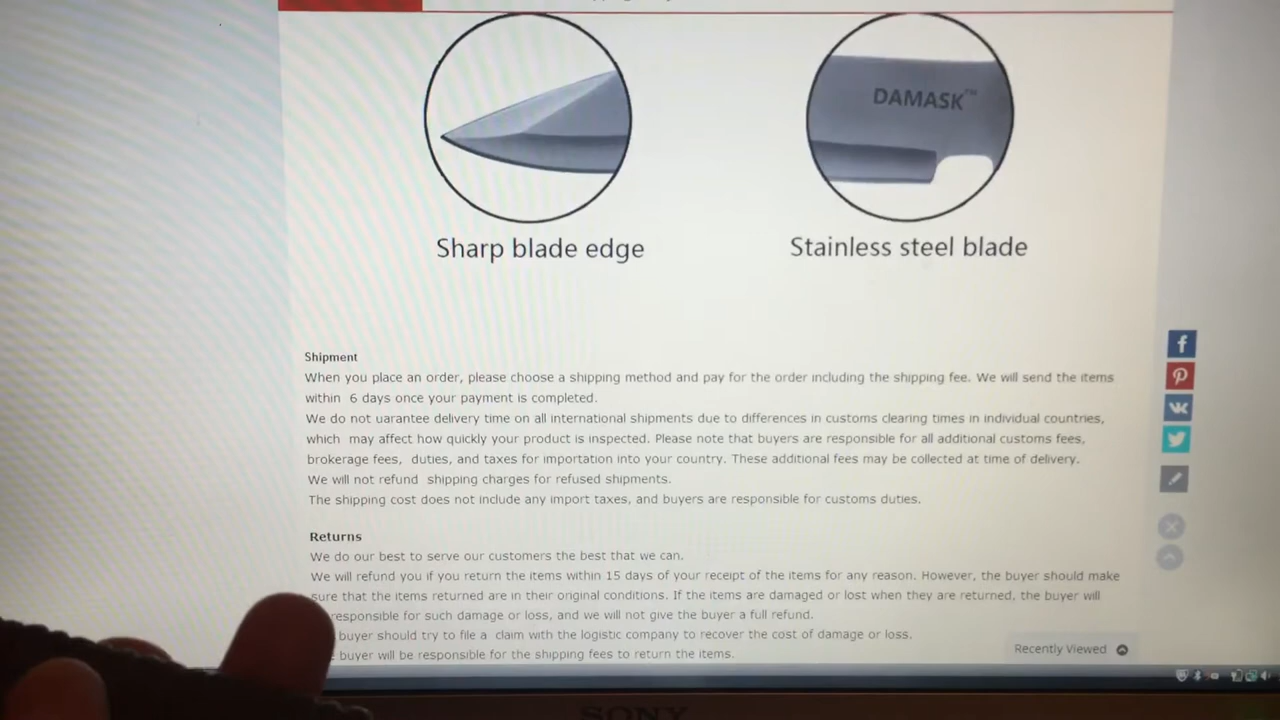 DAMASK™
Sharp blade edge
Stainless steel blade
Shipment
When you place an order, please choose a shipping method and pay for the order including the shipping fee. We will send the items
within 6 days once your payment is completed.
We do not uarantee delivery time on all international shipments due to differences in customs clearing times in individual countries,
which may affect how quickly your product is inspected. Please note that buyers are responsible for all additional customs fees,
brokerage fees, duties, and taxes for importation into your country. These additional fees may be collected at time of delivery.
We will not refund shipping charges for refused shipments.
The shipping cost does not include any import taxes, and buyers are responsible for customs duties.
Returns
We do our best to serve our customers the best that we can.
We will refund you if you return the items within 15 days of your receipt of the items for any reason. However, the buyer should make
sure that the items returned are in their original conditions. If the items are damaged or lost when they are returned, the buyer will
responsible for such damage or loss, and we will not give the buyer a full refund.
buyer should try to file a claim with the logistic company to recover the cost of damage or loss.
buyer will be responsible for the shipping fees to return the items.
Recently Viewed
SONY